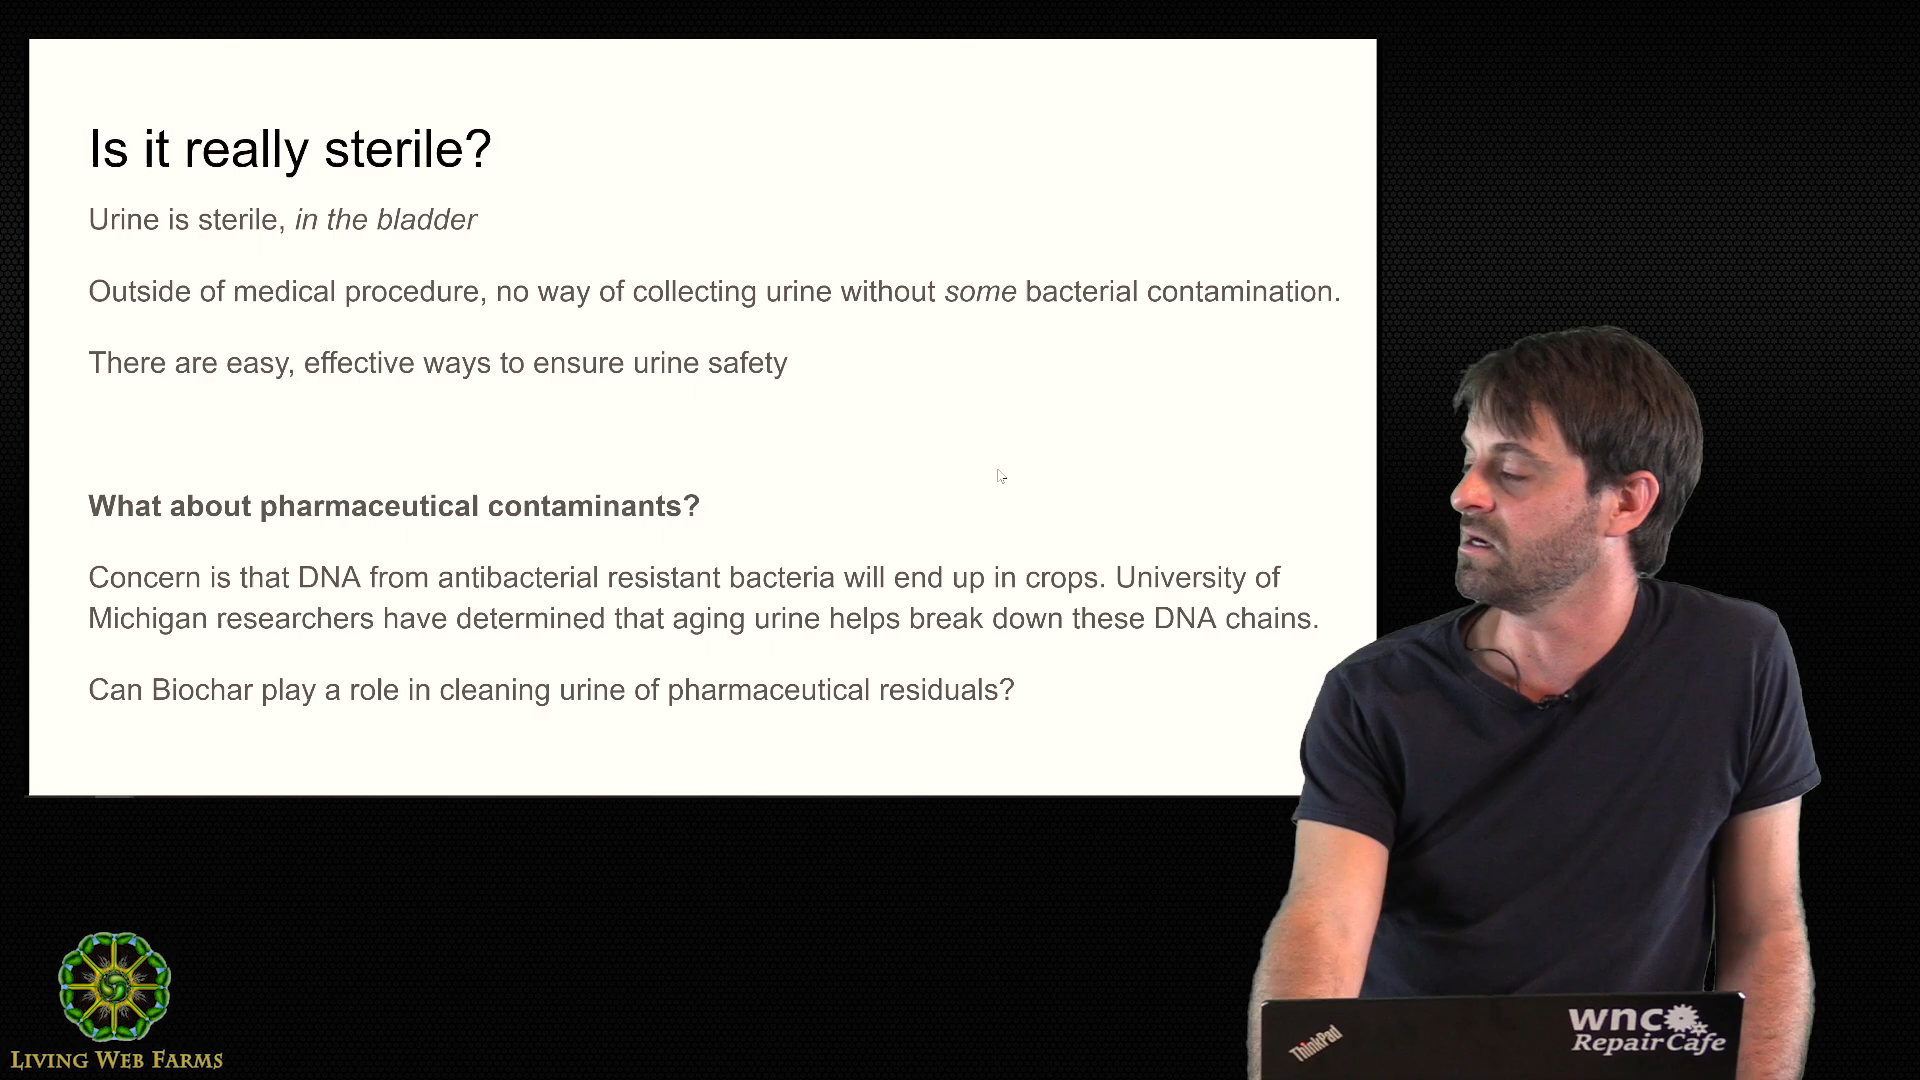 Is it really sterile?
Urine is sterile, in the bladder
Outside of medical procedure, no way of collecting urine without some bacterial contamination.
There are easy, effective ways to ensure urine safety
What about pharmaceutical contaminants?
Concern is that DNA from antibacterial resistant bacteria will end up in crops. University of
Michigan researchers have determined that aging urine helps break down these DNA chains.
Can Biochar play a role in cleaning urine of pharmaceutical residuals?
ThinkPad
wnc
Repair Cafe
LIVING WEB FARMS